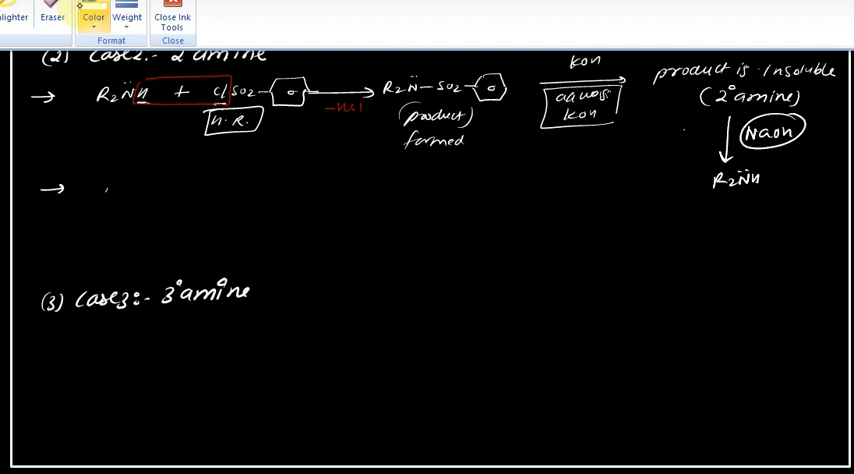 ghlighter Eraser Color Weight Close Ink Tools
Format Close
(2) Case2:- 2° amine
→ R2N̈H + ClSO2 → R2N̈ — SO2
-HCl
H.R.
(product)
formed
KOH
aqueous
KOH
product is insoluble
(2° amine)
NaOH
R2N̈H
→
(3) Case3:- 3° amine